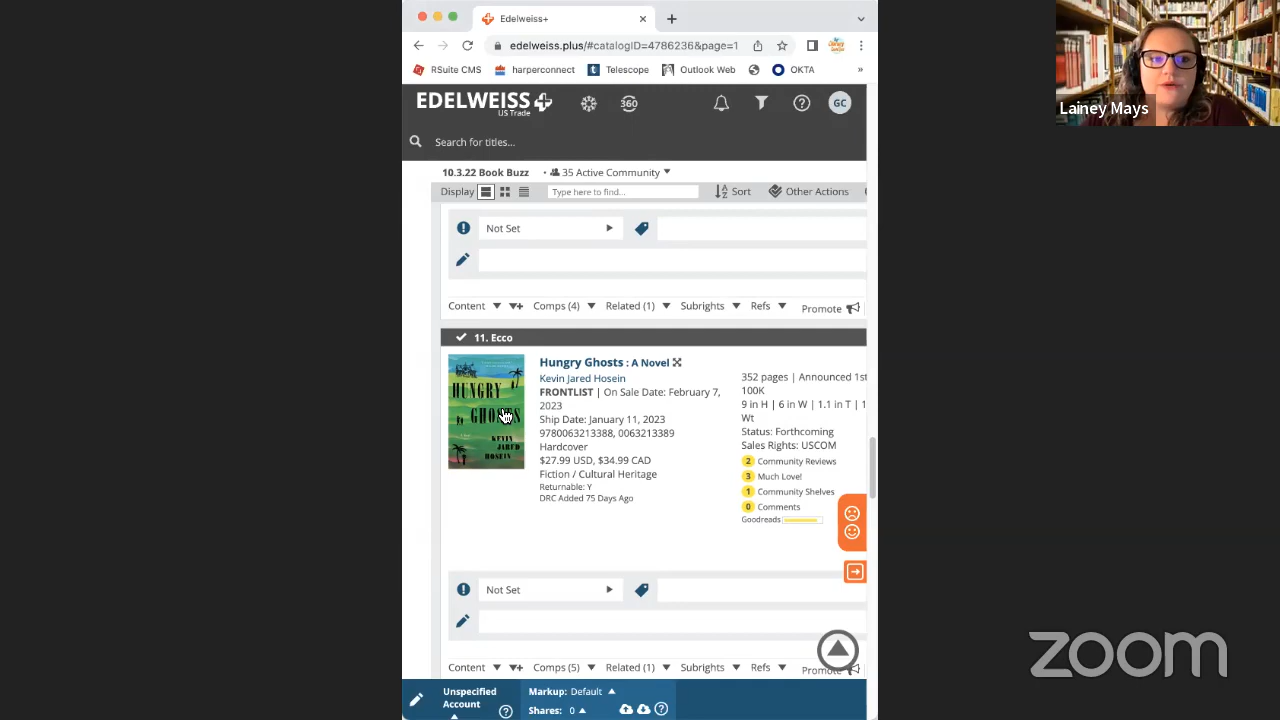 Edelweiss+
edelweiss.plus/#catalogID=4786236&page=1
RSuite CMS
harperconnect
Telescope
Outlook Web
OKTA
»
EDELWEISS+
US Trade
360
GC
Search for titles...
10.3.22 Book Buzz • 35 Active Community
Display
Type here to find...
Sort
Other Actions
Not Set
Content
Comps (4)
Related (1)
Subrights
Refs
Promote
11. Ecco
HUNGRY
GHOSTS
KEVIN
JARED
HOSEIN
Hungry Ghosts : A Novel
Kevin Jared Hosein
FRONTLIST | On Sale Date: February 7,
2023
Ship Date: January 11, 2023
9780063213388, 0063213389
Hardcover
$27.99 USD, $34.99 CAD
Fiction / Cultural Heritage
Returnable: Y
DRC Added 75 Days Ago
352 pages | Announced 1st
100K
9 in H | 6 in W | 1.1 in T | 1
Wt
Status: Forthcoming
Sales Rights: USCOM
2 Community Reviews
3 Much Love!
1 Community Shelves
0 Comments
Goodreads
Not Set
Content
Comps (5)
Related (1)
Subrights
Refs
Promote
Unspecified
Account
Markup: Default
Shares: 0
Lainey Mays
zoom